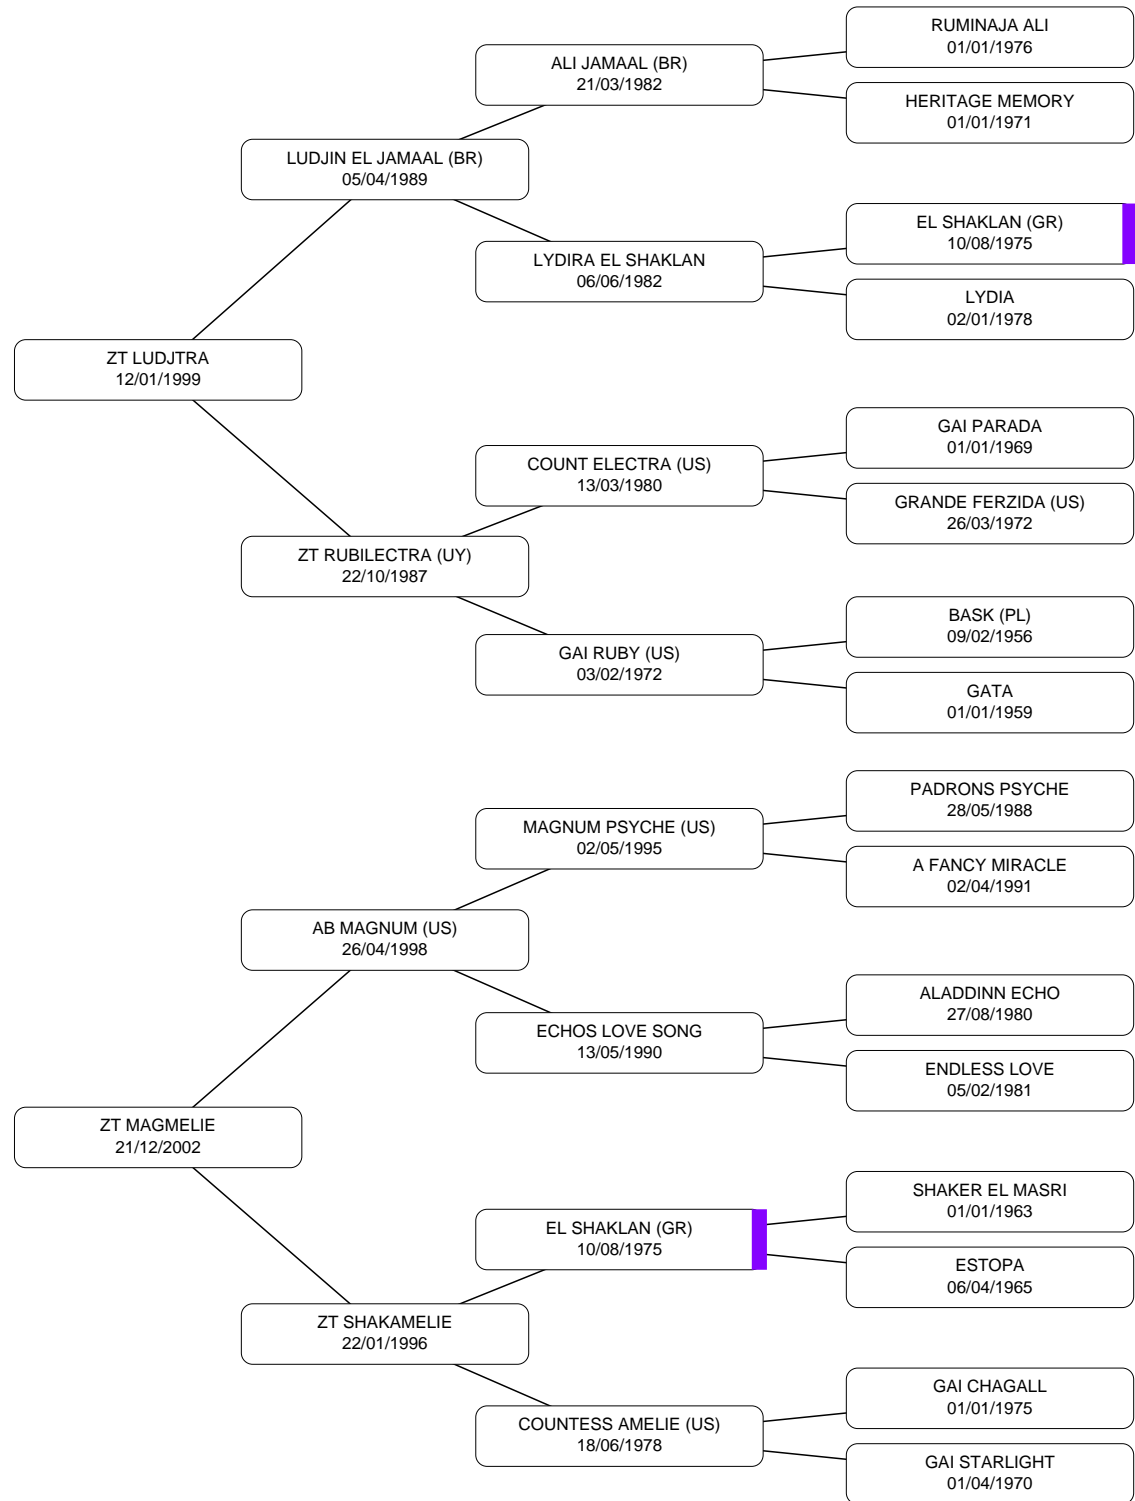 RUMINAJA ALI
01/01/1976
ALI JAMAAL (BR)
21/03/1982
HERITAGE MEMORY
01/01/1971
LUDJIN EL JAMAAL (BR)
05/04/1989
EL SHAKLAN (GR)
10/08/1975
LYDIRA EL SHAKLAN
06/06/1982
LYDIA
02/01/1978
ZT LUDJTRA
12/01/1999
GAI PARADA
01/01/1969
COUNT ELECTRA (US)
13/03/1980
GRANDE FERZIDA (US)
26/03/1972
ZT RUBILECTRA (UY)
22/10/1987
BASK (PL)
09/02/1956
GAI RUBY (US)
03/02/1972
GATA
01/01/1959
PADRONS PSYCHE
28/05/1988
MAGNUM PSYCHE (US)
02/05/1995
A FANCY MIRACLE
02/04/1991
AB MAGNUM (US)
26/04/1998
ALADDINN ECHO
27/08/1980
ECHOS LOVE SONG
13/05/1990
ENDLESS LOVE
05/02/1981
ZT MAGMELIE
21/12/2002
SHAKER EL MASRI
01/01/1963
EL SHAKLAN (GR)
10/08/1975
ESTOPA
06/04/1965
ZT SHAKAMELIE
22/01/1996
GAI CHAGALL
01/01/1975
COUNTESS AMELIE (US)
18/06/1978
GAI STARLIGHT
01/04/1970